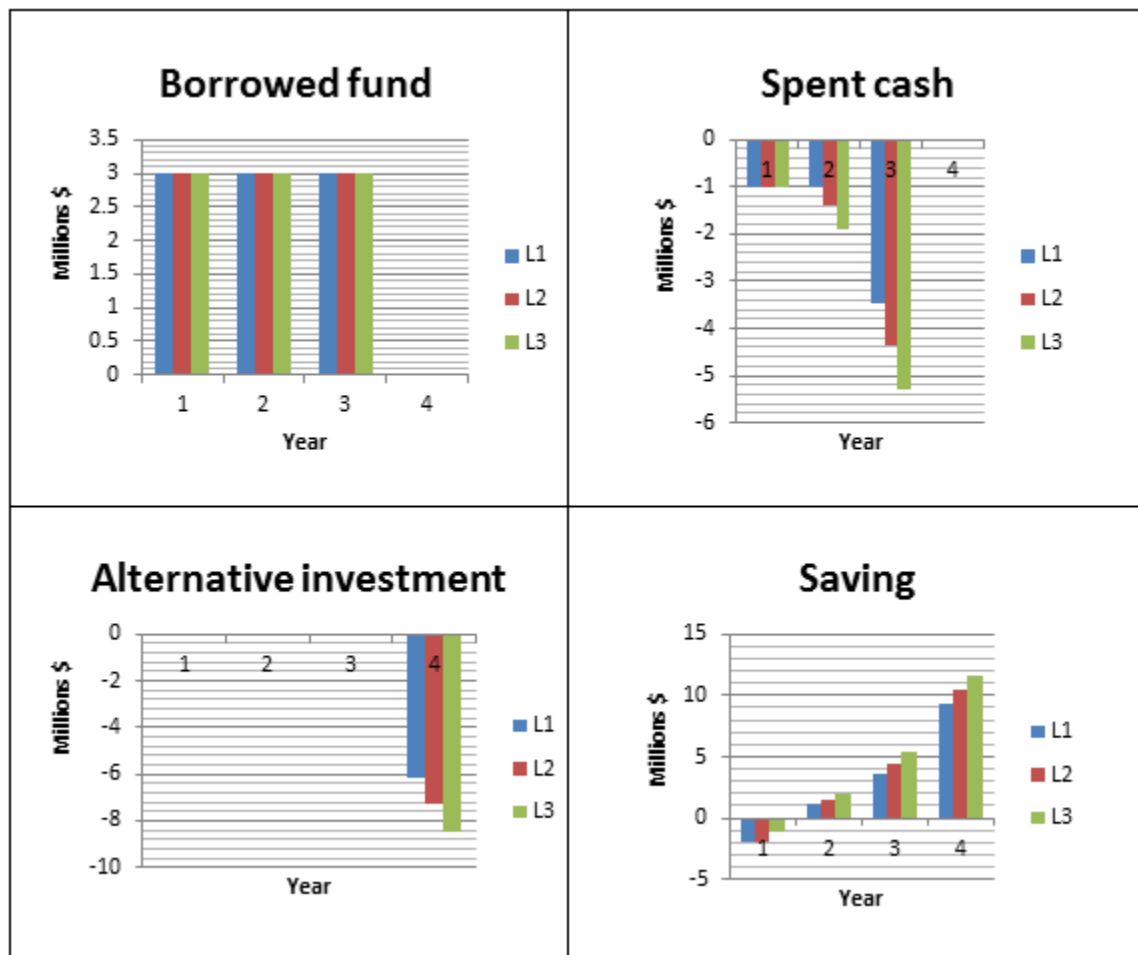 Borrowed fund
3.5
3
2.5
2
1.5
1
0.5
0
Millions $
1 2 3 4
Year
L1
L2
L3
Spent cash
0
-1
-2
-3
-4
-5
-6
Millions $
1 2 3 4
Year
L1
L2
L3
Alternative investment
0
-2
-4
-6
-8
-10
Millions $
1 2 3 4
Year
L1
L2
L3
Saving
15
10
5
0
-5
Millions $
1 2 3 4
Year
L1
L2
L3